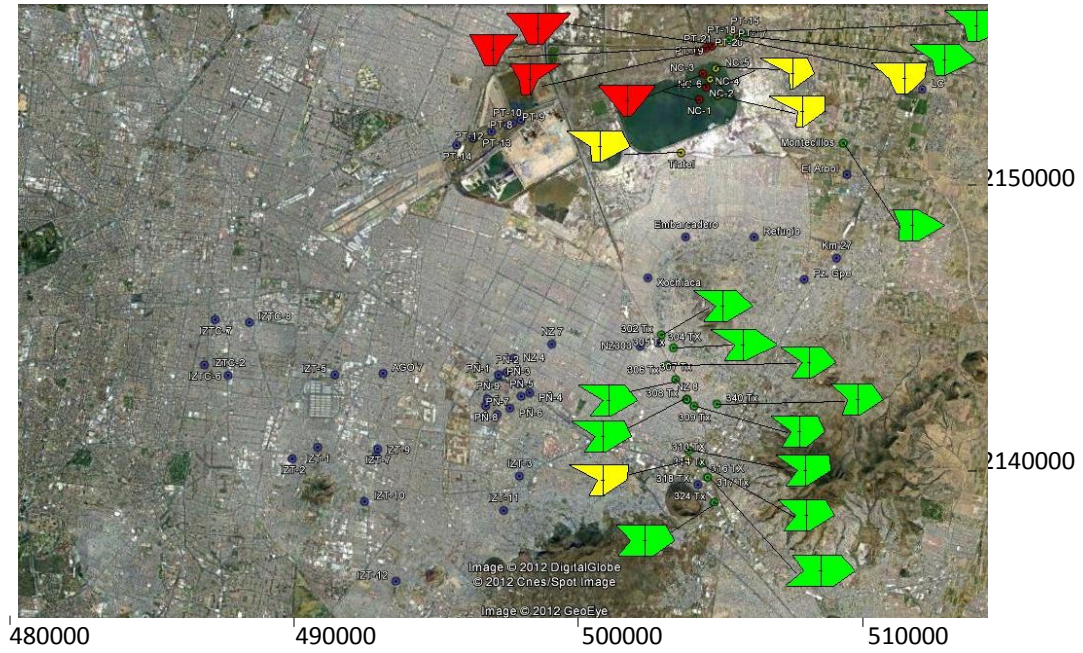 PT-15
PT-18
PT-21
PT-20
PT-19
NC-3
NC-5
NC-4
NC-6
NC-2
LG
NC-1
PT-10
PT-9
PT-8
PT-12
PT-13
PT-14
Montecillos
Tlatel
El Arbol
2150000
Embarcadero
Refugio
Km-27
Pz. Gpe
Xochiaca
IZTC-7
IZTC-8
302 Tx
NZ 7
304 TX
IZTC-2
IZTC-6
IZT-5
AGO 7
PÑ-1
PÑ-2
NZ 4
PÑ-3
306 Tx
307 Tx
PÑ-9
PÑ-5
PÑ-4
NZ 8
308 Tx
340 Tx
PÑ-7
PÑ-6
309 Tx
PÑ-8
IZT-1
IZT-9
IZT-2
IZT-7
IZT-3
314 TX
316 TX
2140000
318 TX
317 Tx
IZT-10
IZT-11
324 Tx
IZT-12
Image © 2012 DigitalGlobe
© 2012 Cnes/Spot Image
Image © 2012 GeoEye
480000
490000
500000
510000